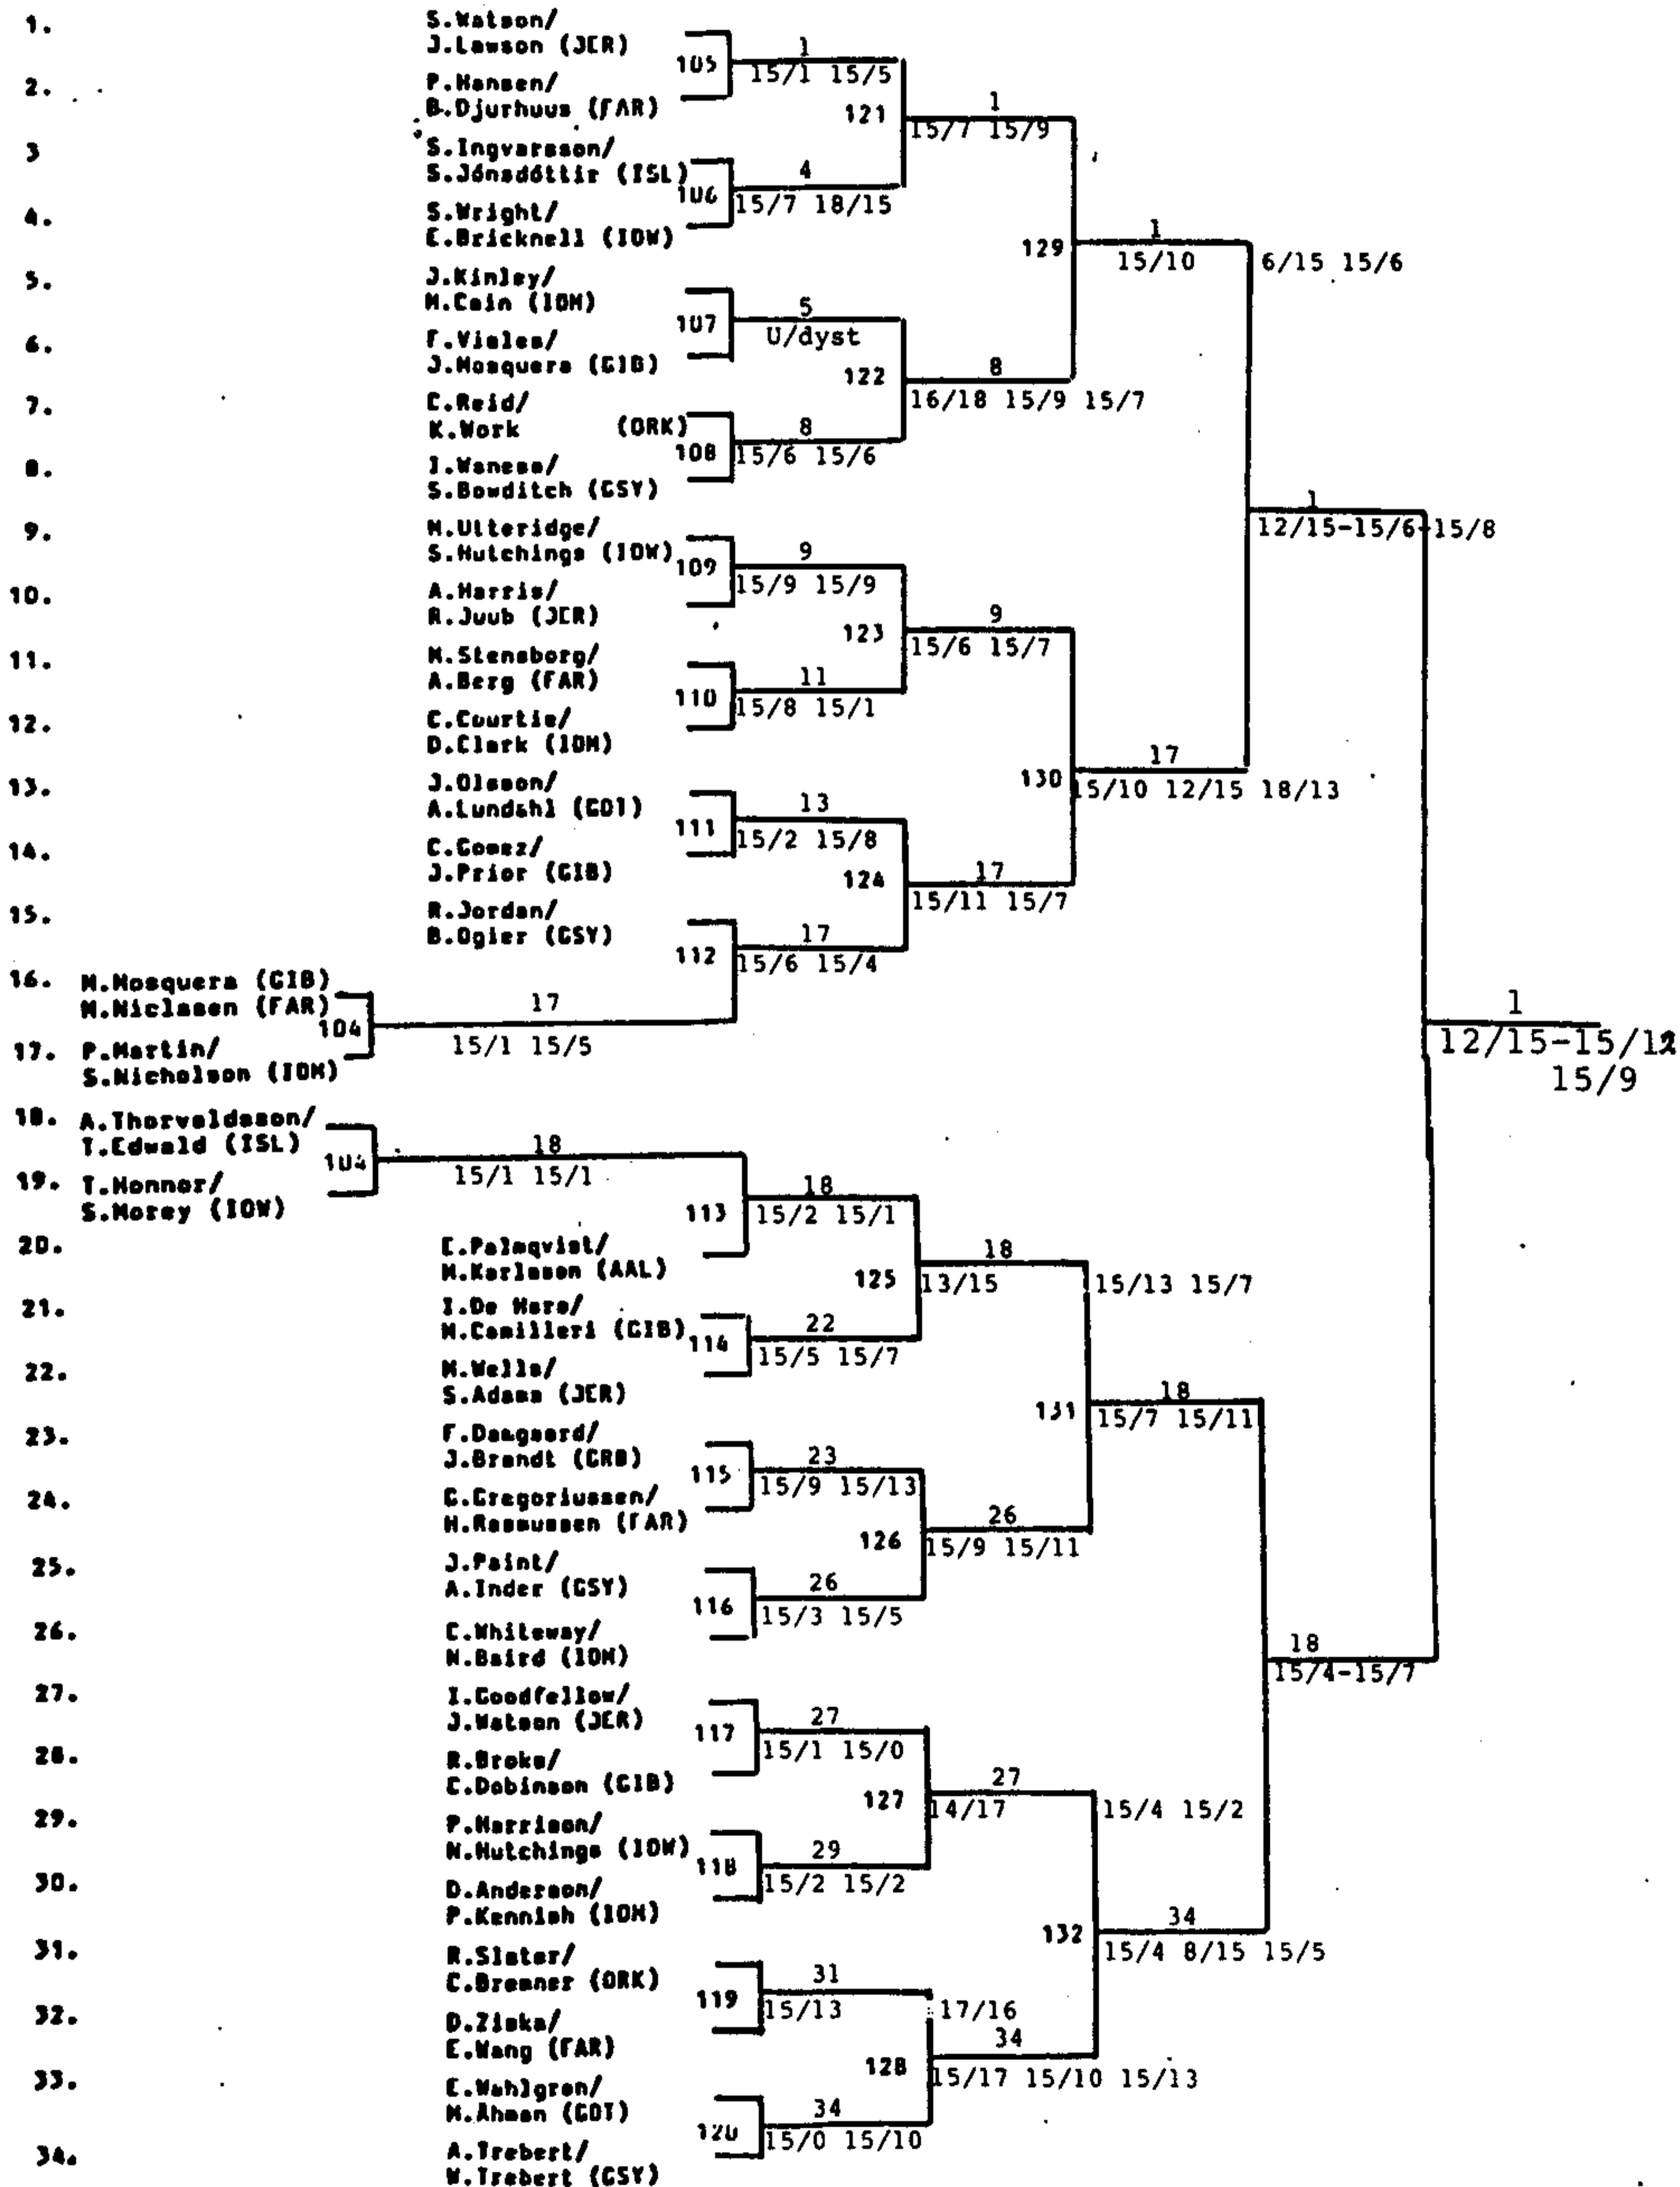 1.
S.Watson/
J.Lawson (JER)
105
1
15/1 15/5
2.
P.Hansen/
B.Djurhuus (FAR)
121
1
15/7 15/9
3
S.Ingvarsson/
S.Jónsdóttir (ISL)
106
4
15/7 18/15
4.
S.Wright/
E.Bricknell (IOW)
129
1
15/10 6/15 15/6
5.
J.Kinley/
M.Cain (IOM)
107
5
U/dyst
6.
F.Viales/
J.Mosquera (GIB)
122
8
16/18 15/9 15/7
7.
C.Reid/
K.Work (ORK)
108
8
15/6 15/6
8.
I.Waness/
S.Bowditch (GSY)
1
12/15-15/6-15/8
9.
M.Utteridge/
S.Hutchings (IOW)
109
9
15/9 15/9
10.
A.Harris/
R.Juub (JER)
123
9
15/6 15/7
11.
M.Stensborg/
A.Berg (FAR)
110
11
15/8 15/1
12.
C.Courtie/
D.Clark (IOM)
130
17
15/10 12/15 18/13
13.
J.Olsson/
A.Lundahl (GOT)
111
13
15/2 15/8
14.
C.Gomez/
J.Prior (GIB)
124
17
15/11 15/7
15.
R.Jordan/
B.Ogier (GSY)
112
17
15/6 15/4
16. M.Mosquera (GIB)
M.Niclasen (FAR)
104
17
15/1 15/5
17. P.Martin/
S.Nicholson (IOM)
1
12/15-15/12
15/9
18. A.Thorvaldsson/
T.Edwald (ISL)
104
18
15/1 15/1
19. T.Honnor/
S.Morey (IOW)
113
18
15/2 15/1
20.
E.Palmqvist/
M.Karlsson (AAL)
125
18
13/15 15/13 15/7
21.
I.De Haro/
M.Camilleri (GIB)
114
22
15/5 15/7
22.
M.Wells/
S.Adams (JER)
131
18
15/7 15/11
23.
F.Damgaard/
J.Brandt (GRØ)
115
23
15/9 15/13
24.
G.Gregoriussen/
H.Rasmussen (FAR)
126
26
15/9 15/11
25.
J.Paint/
A.Inder (GSY)
116
26
15/3 15/5
26.
C.Whiteway/
N.Baird (IOM)
18
15/4-15/7
27.
I.Goodfellow/
J.Watson (JER)
117
27
15/1 15/0
28.
R.Broks/
C.Dobinson (GIB)
127
27
14/17 15/4 15/2
29.
P.Harrison/
N.Hutchings (IOW)
118
29
15/2 15/2
30.
D.Anderson/
P.Kennish (IOM)
132
34
15/4 8/15 15/5
31.
R.Slater/
C.Bremner (ORK)
119
31
15/13 17/16
32.
D.Ziska/
E.Wang (FAR)
128
34
15/17 15/10 15/13
33.
E.Wahlgren/
M.Ahman (GOT)
120
34
15/0 15/10
34.
A.Trebert/
W.Trebert (GSY)